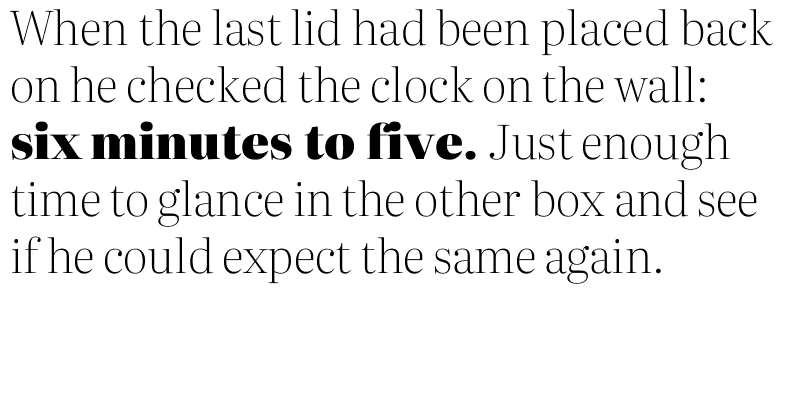 When the last lid had been placed back
on he checked the clock on the wall:
six minutes to five. Just enough
time to glance in the other box and see
if he could expect the same again.